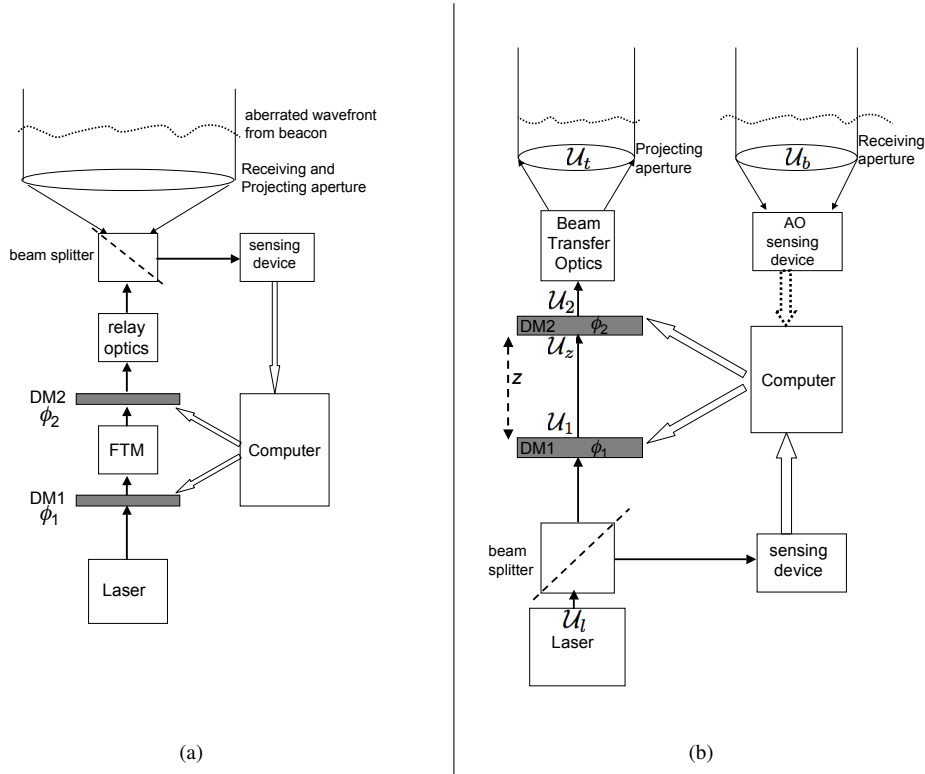 aberrated wavefront
from beacon
Receiving and
Projecting aperture
beam splitter
sensing
device
relay
optics
DM2
ϕ2
FTM
Computer
DM1
ϕ1
Laser
(a)
Projecting
aperture
Receiving
aperture
Ut
Ub
Beam
Transfer
Optics
AO
sensing
device
U2
DM2 ϕ2
Uz
z
Computer
U1
DM1 ϕ1
beam
splitter
sensing
device
Ul
Laser
(b)